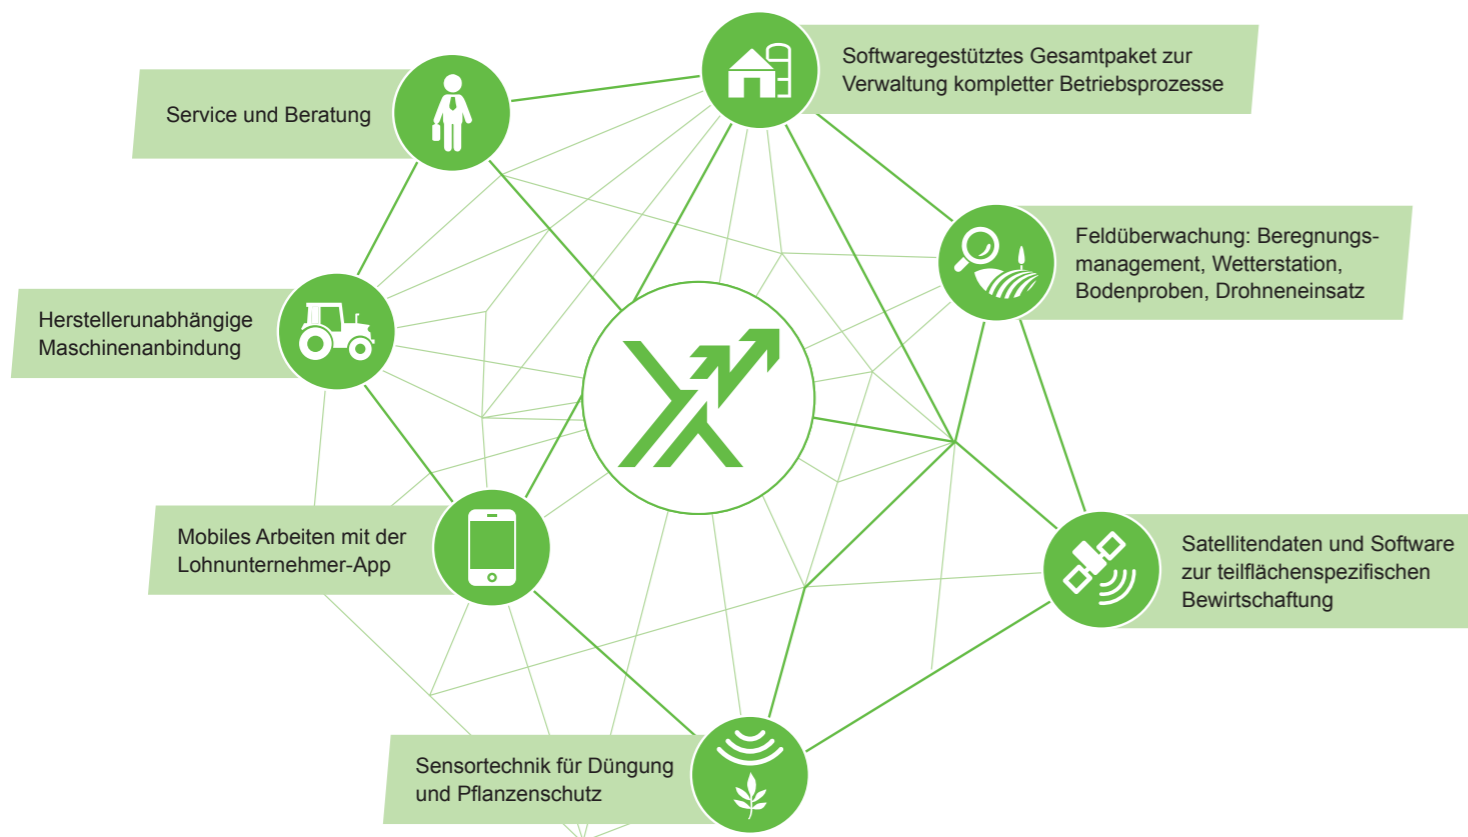 Softwaregestütztes Gesamtpaket zur
Verwaltung kompletter Betriebsprozesse
Service und Beratung
Feldüberwachung: Beregnungs-
management, Wetterstation,
Bodenproben, Drohneneinsatz
Herstellerunabhängige
Maschinenanbindung
Mobiles Arbeiten mit der
Lohnunternehmer-App
Satellitendaten und Software
zur teilflächenspezifischen
Bewirtschaftung
Sensortechnik für Düngung
und Pflanzenschutz